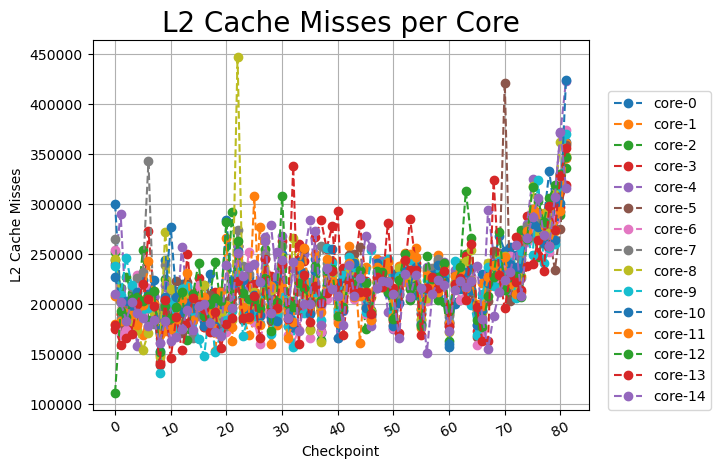 L2 Cache Misses per Core
L2 Cache Misses
450000
400000
350000
300000
250000
200000
150000
100000
0
10
20
30
40
50
60
70
80
Checkpoint
core-0
core-1
core-2
core-3
core-4
core-5
core-6
core-7
core-8
core-9
core-10
core-11
core-12
core-13
core-14